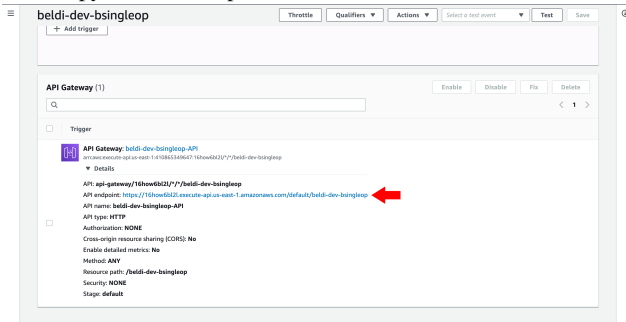 beldi-dev-bsingleop
Throttle
Qualifiers ▼
Actions ▼
Select a test event ▼
Test
Save
+ Add trigger
API Gateway (1)
Enable
Disable
Fix
Delete
< 1 >
Trigger
API Gateway: beldi-dev-bsingleop-API
arn:aws:execute-api:us-east-1:410865349647:16how6bl2l/*/*/beldi-dev-bsingleop
▼ Details
API: api-gateway/16how6bl2l/*/*/beldi-dev-bsingleop
API endpoint: https://16how6bl2l.execute-api.us-east-1.amazonaws.com/default/beldi-dev-bsingleop
API name: beldi-dev-bsingleop-API
API type: HTTP
Authorization: NONE
Cross-origin resource sharing (CORS): No
Enable detailed metrics: No
Method: ANY
Resource path: /beldi-dev-bsingleop
Security: NONE
Stage: default